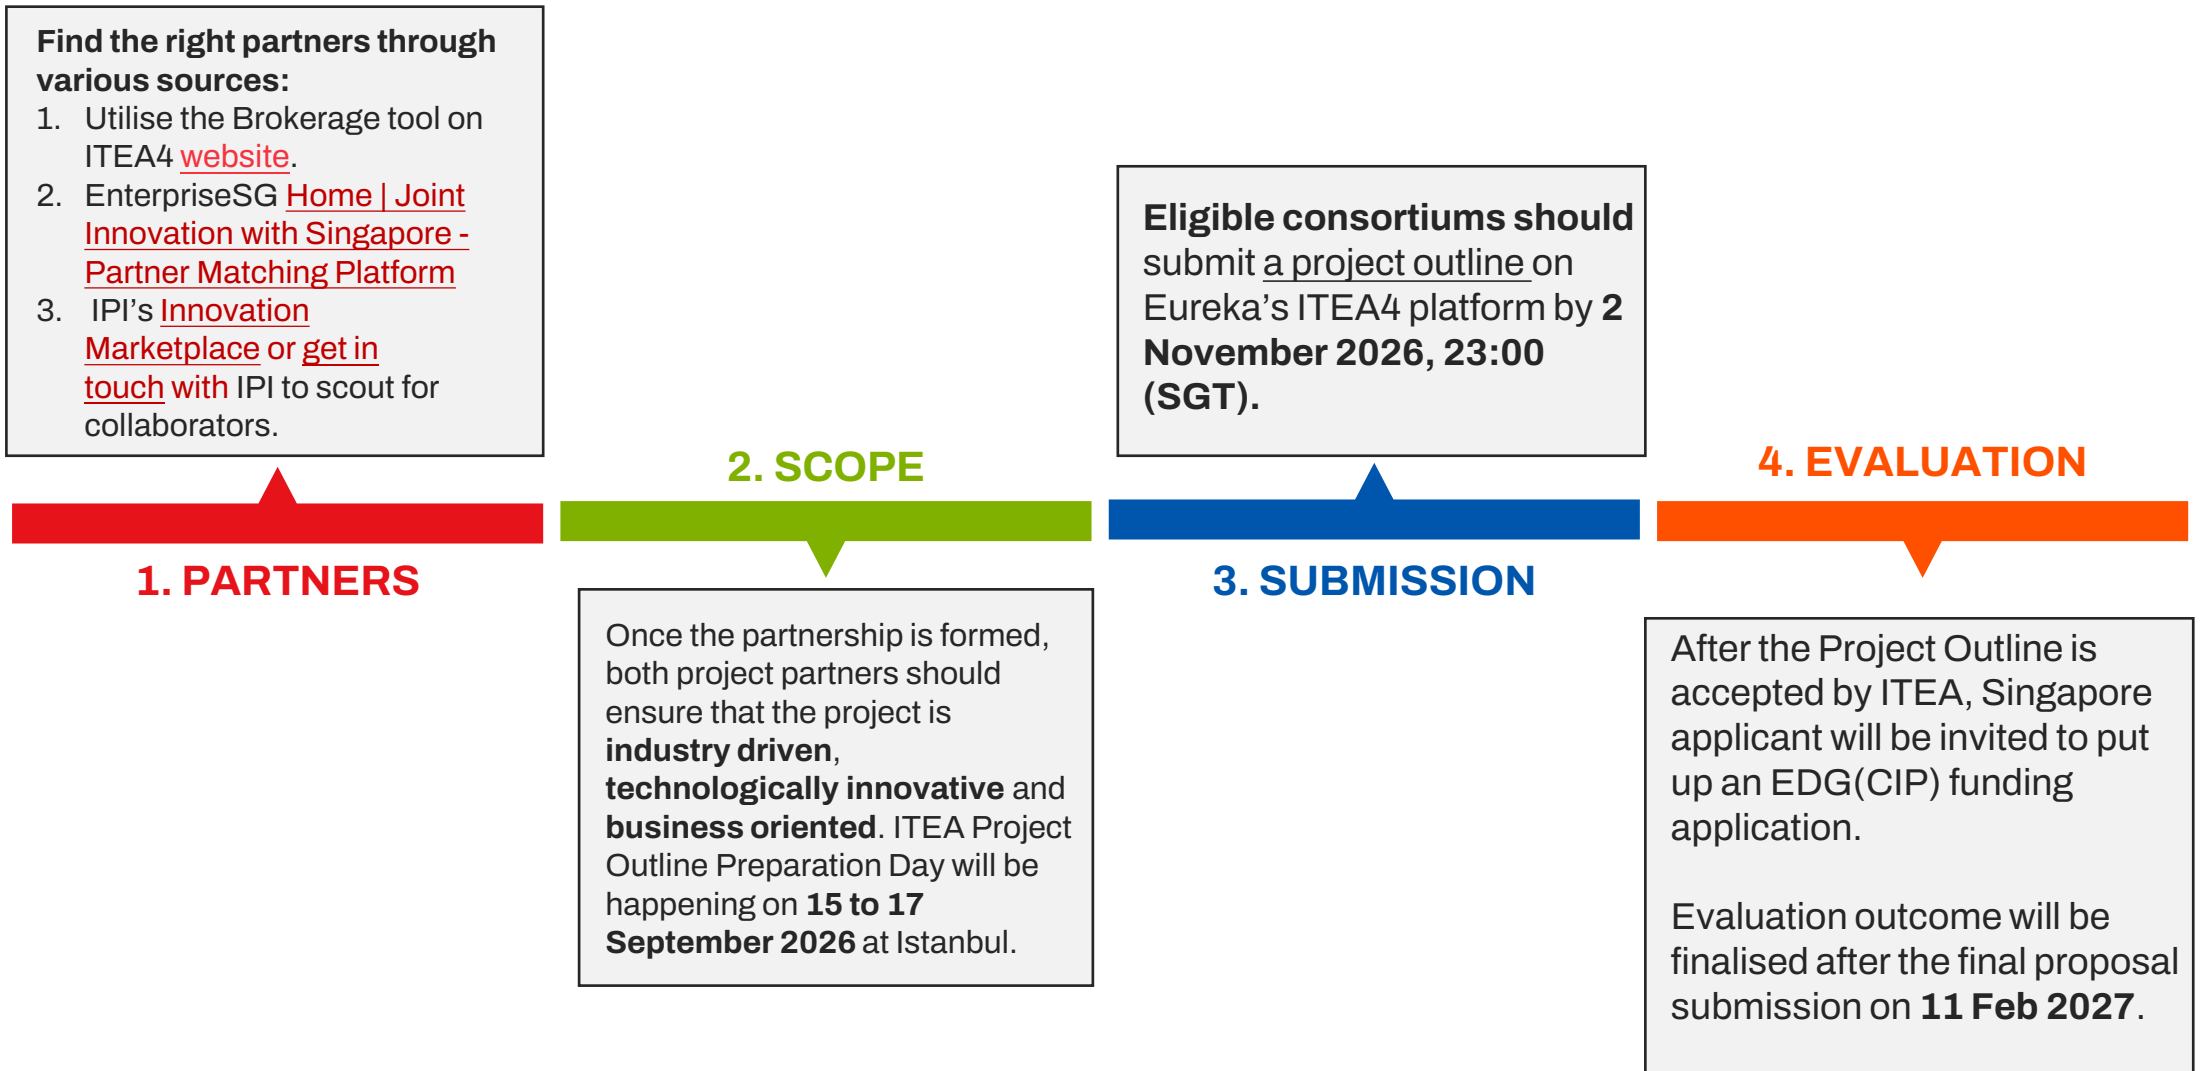 Find the right partners through
various sources:
1. Utilise the Brokerage tool on
ITEA4 website.
2. EnterpriseSG Home | Joint
Innovation with Singapore -
Partner Matching Platform
3. IPI’s Innovation
Marketplace or get in
touch with IPI to scout for
collaborators.
1. PARTNERS
2. SCOPE
Once the partnership is formed,
both project partners should
ensure that the project is
industry driven,
technologically innovative and
business oriented. ITEA Project
Outline Preparation Day will be
happening on 15 to 17
September 2026 at Istanbul.
Eligible consortiums should
submit a project outline on
Eureka’s ITEA4 platform by 2
November 2026, 23:00
(SGT).
3. SUBMISSION
4. EVALUATION
After the Project Outline is
accepted by ITEA, Singapore
applicant will be invited to put
up an EDG(CIP) funding
application.
Evaluation outcome will be
finalised after the final proposal
submission on 11 Feb 2027.